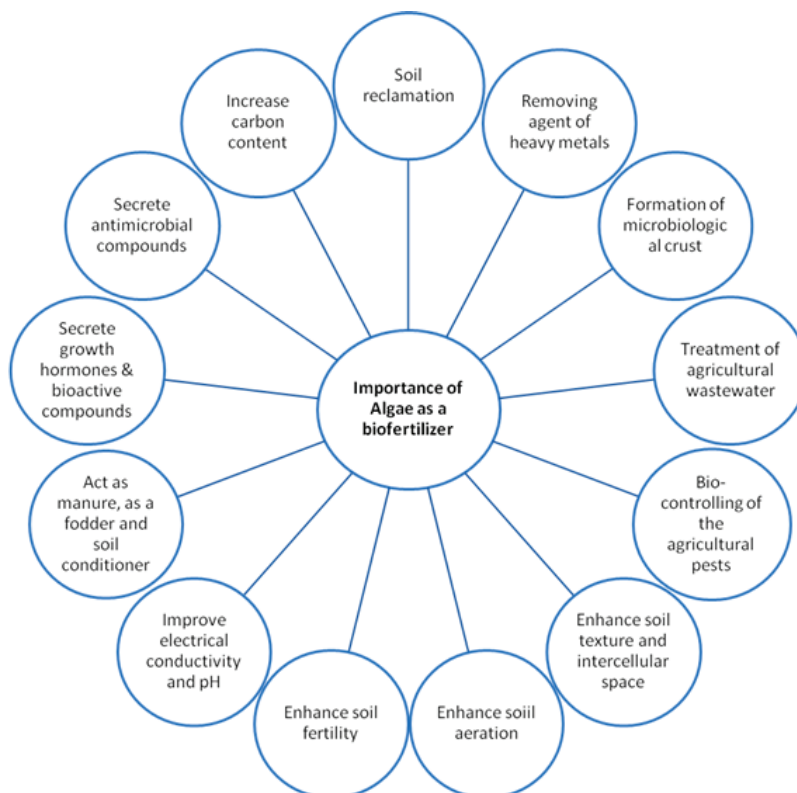 Soil
reclamation
Removing
agent of
heavy metals
Formation of
microbiologic
al crust
Treatment of
agricultural
wastewater
Bio-
controlling of
the
agricultural
pests
Enhance soil
texture and
intercellular
space
Enhance soiil
aeration
Enhance soil
fertility
Improve
electrical
conductivity
and pH
Act as
manure, as a
fodder and
soil
conditioner
Secrete
growth
hormones &
bioactive
compounds
Secrete
antimicrobial
compounds
Increase
carbon
content
Importance of
Algae as a
biofertilizer